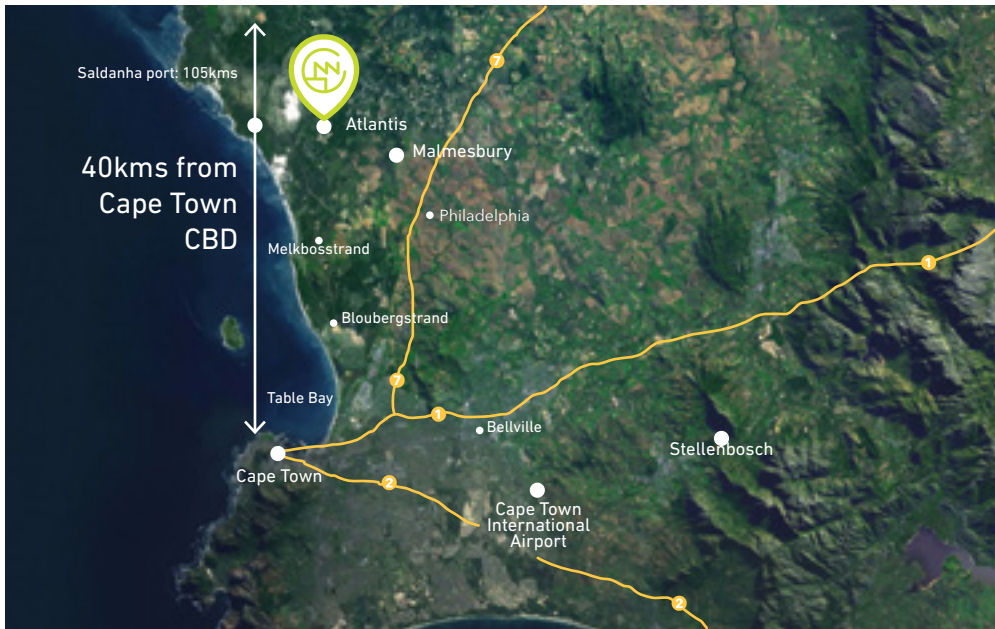 7
Saldanha port: 105kms
Atlantis
Malmesbury
40kms from
Cape Town
CBD
Philadelphia
Melkbosstrand
1
Bloubergstrand
7
Table Bay
1
Bellville
Stellenbosch
Cape Town
2
Cape Town
International
Airport
2